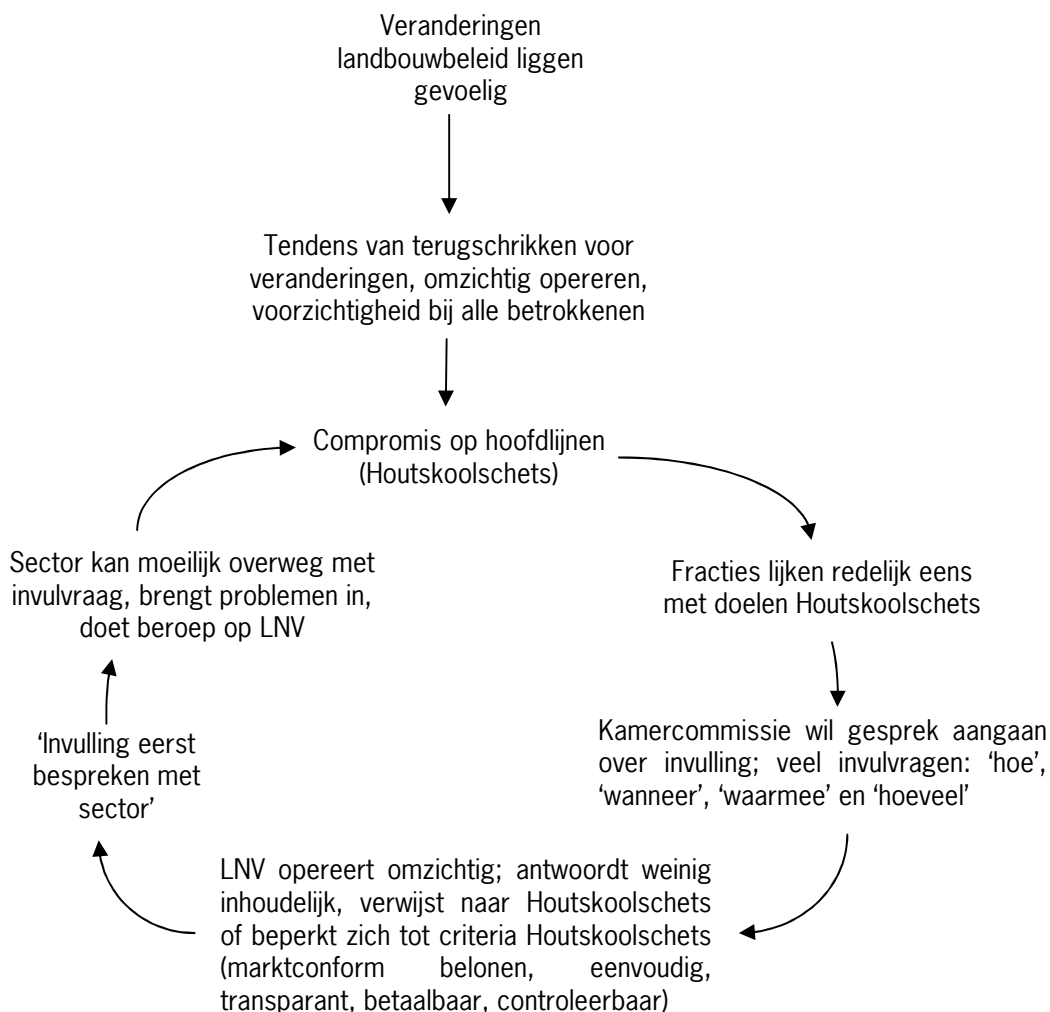 Veranderingen
landbouwbeleid liggen
gevoelig
Tendens van terugschrikken voor
veranderingen, omzichtig opereren,
voorzichtigheid bij alle betrokkenen
Compromis op hoofdlijnen
(Houtskoolschets)
Fracties lijken redelijk eens
met doelen Houtskoolschets
Kamercommissie wil gesprek aangaan
over invulling; veel invulvragen: ‘hoe’,
‘wanneer’, ‘waarmee’ en ‘hoeveel’
LNV opereert omzichtig; antwoordt weinig
inhoudelijk, verwijst naar Houtskoolschets
of beperkt zich tot criteria Houtskoolschets
(marktconform belonen, eenvoudig,
transparant, betaalbaar, controleerbaar)
‘Invulling eerst
bespreken met
sector’
Sector kan moeilijk overweg met
invulvraag, brengt problemen in,
doet beroep op LNV